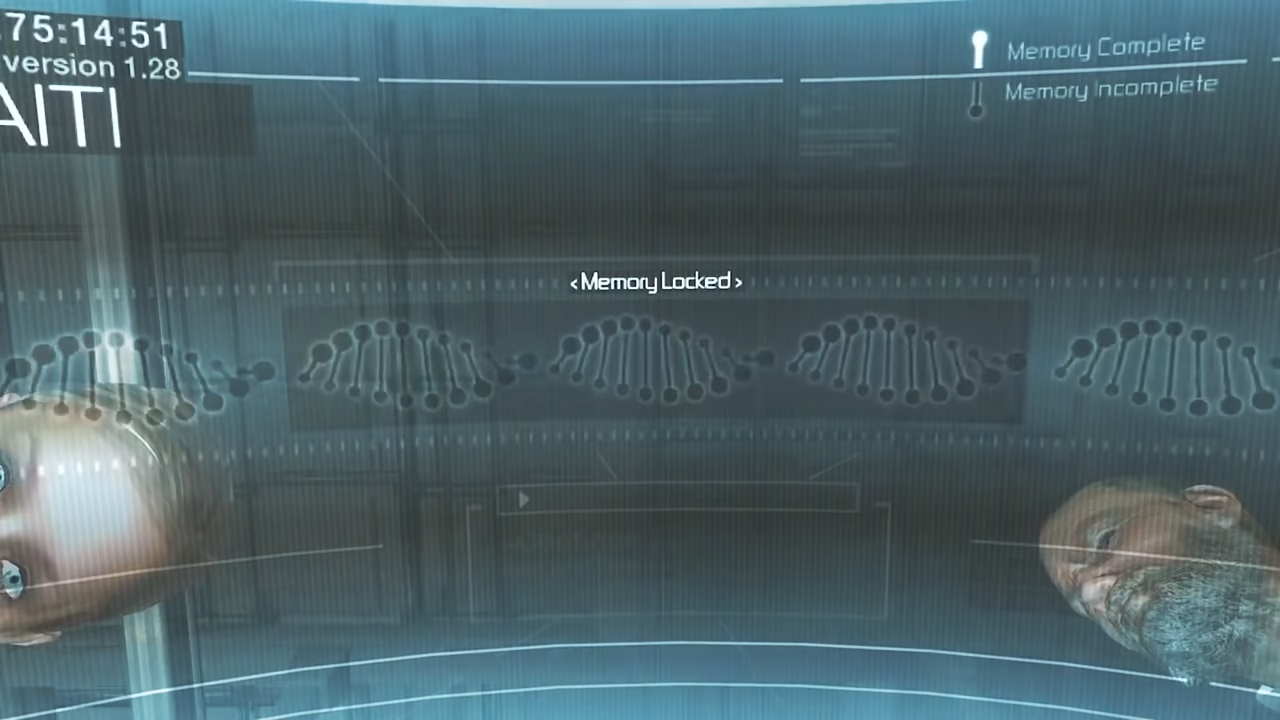 .75:14:51
version 1.28
AITI
Memory Complete
Memory Incomplete
‹Memory Locked›